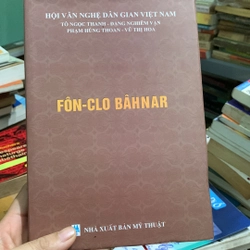 HỘI VĂN NGHỆ DÂN GIAN VIỆT NAM
TÔ NGỌC THANH - ĐẶNG NGHIÊM VẠN
PHẠM HÙNG THOAN - VŨ THỊ HOA
FÔN-CLO BÂHNAR
NHÀ XUẤT BẢN MỸ THUẬT